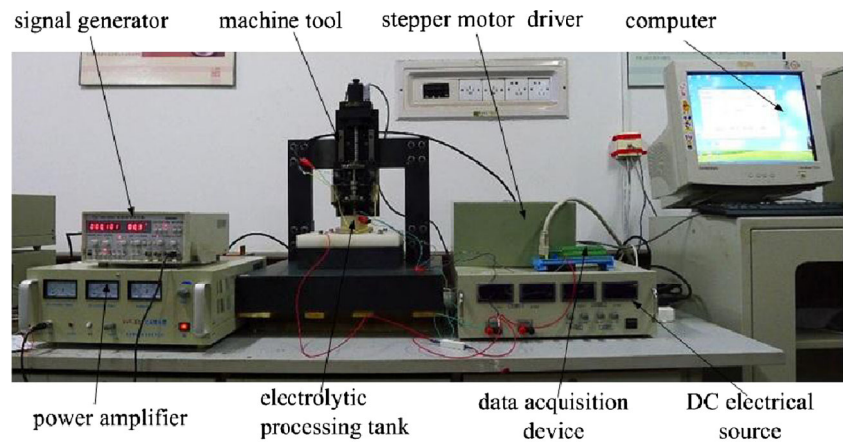 signal generator
machine tool
stepper motor driver
computer
power amplifier
electrolytic
processing tank
data acquisition
device
DC electrical
source